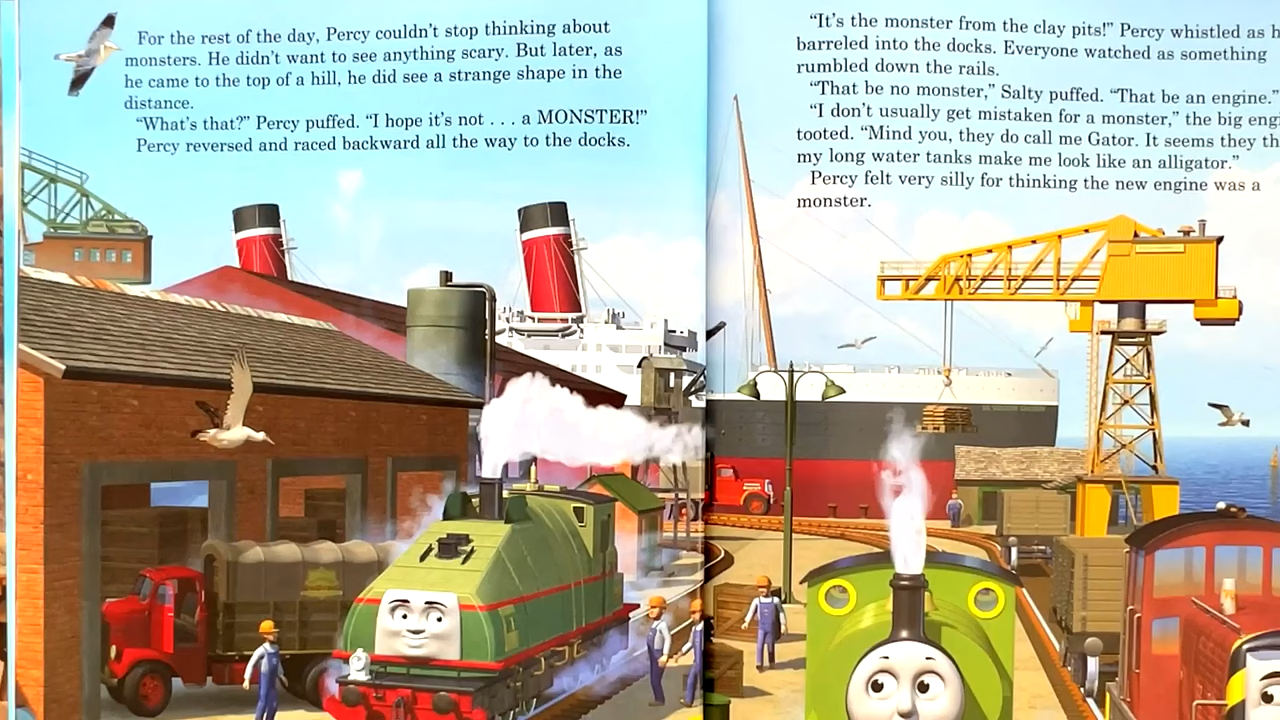 For the rest of the day, Percy couldn't stop thinking about
monsters. He didn't want to see anything scary. But later, as
he came to the top of a hill, he did see a strange shape in the
distance.
"What's that?" Percy puffed. "I hope it's not . . . a MONSTER!"
Percy reversed and raced backward all the way to the docks.
"It's the monster from the clay pits!" Percy whistled as h
barreled into the docks. Everyone watched as something
rumbled down the rails.
"That be no monster," Salty puffed. "That be an engine."
"I don't usually get mistaken for a monster," the big engi
tooted. "Mind you, they do call me Gator. It seems they th
my long water tanks make me look like an alligator."
Percy felt very silly for thinking the new engine was a
monster.